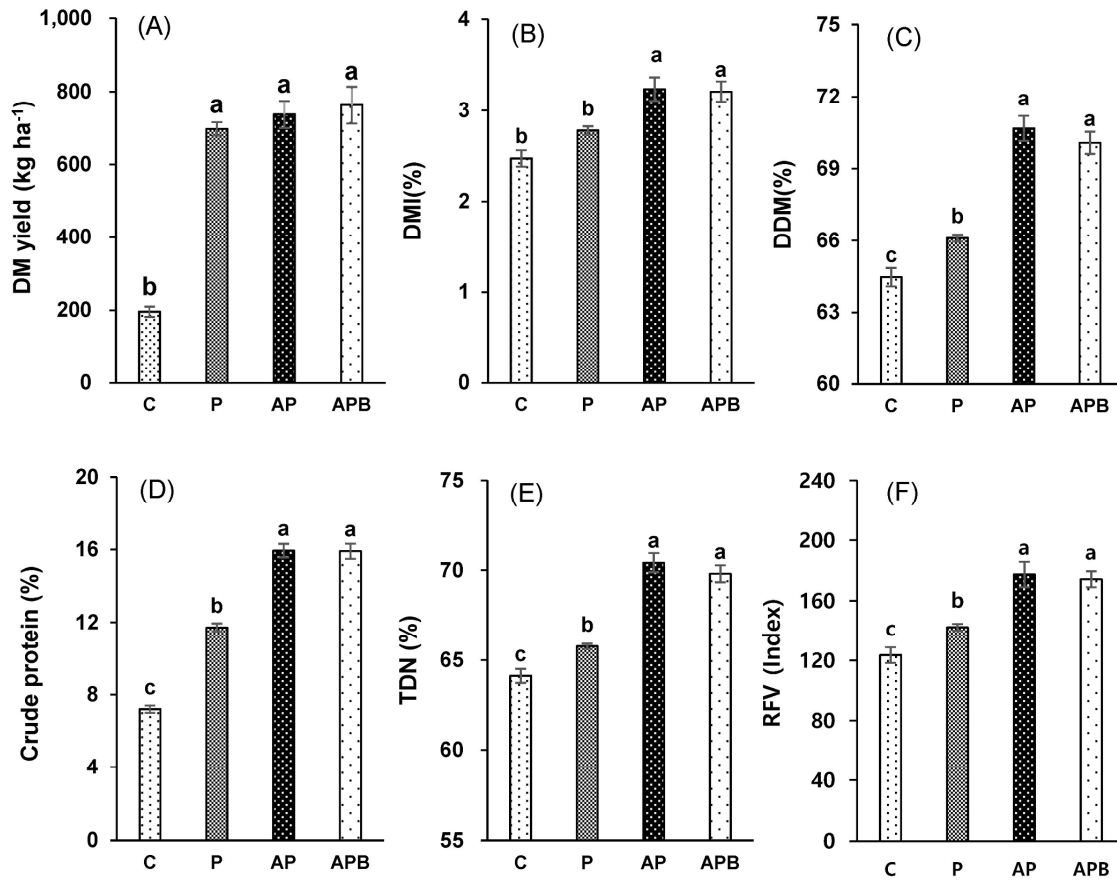 (A)
DM yield (kg ha⁻¹)
1,000
800
600
400
200
0
b
a
a
a
C P AP APB
(B)
DMI(%)
4
3
2
1
0
b
b
a
a
C P AP APB
(C)
DDM(%)
75
72
69
66
63
60
c
b
a
a
C P AP APB
(D)
Crude protein (%)
20
16
12
8
4
0
c
b
a
a
C P AP APB
(E)
TDN (%)
75
70
65
60
55
c
b
a
a
C P AP APB
(F)
RFV (Index)
240
200
160
120
80
40
0
c
b
a
a
C P AP APB